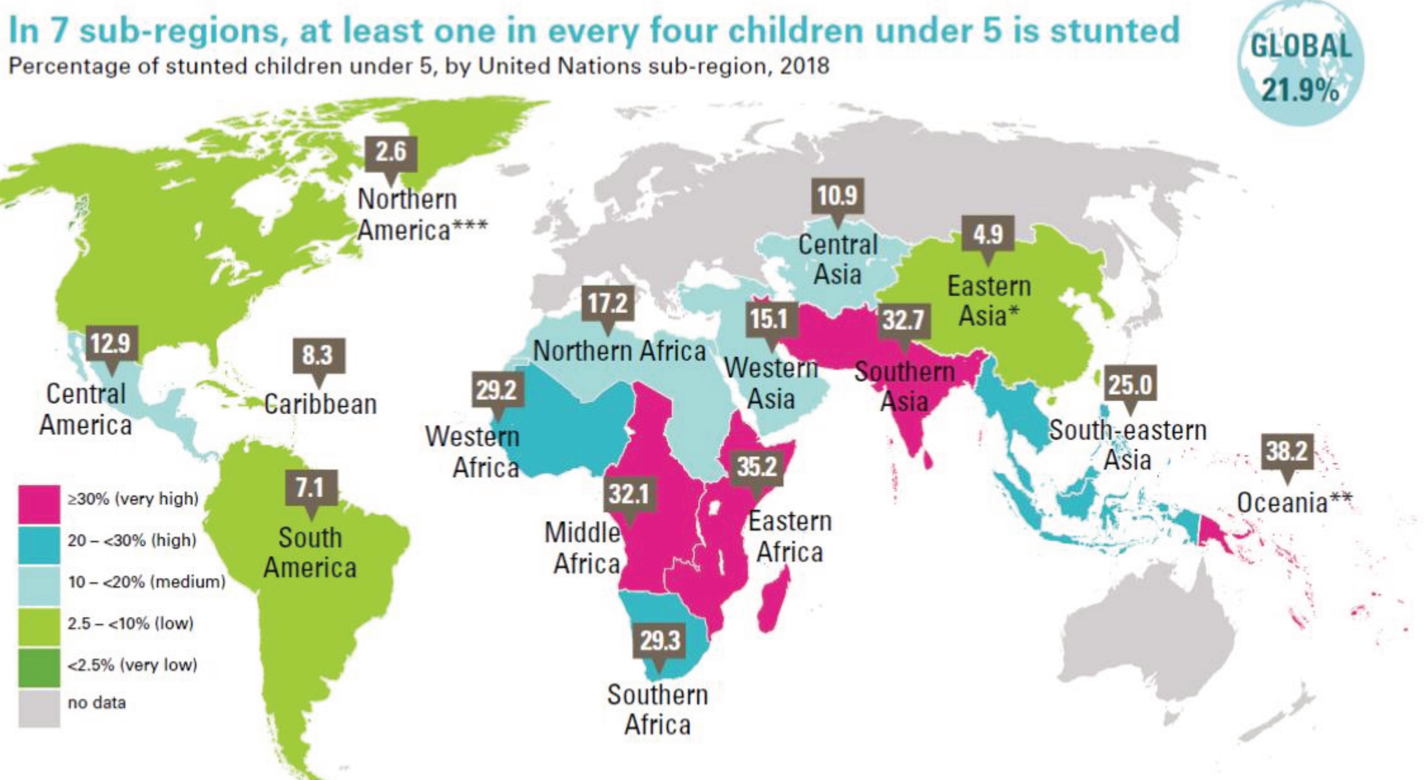 In 7 sub-regions, at least one in every four children under 5 is stunted
Percentage of stunted children under 5, by United Nations sub-region, 2018
GLOBAL
21.9%
2.6
Northern
America***
10.9
Central
Asia
4.9
Eastern
Asia*
12.9
Central
America
8.3
Caribbean
17.2
Northern Africa
15.1
Western
Asia
32.7
Southern
Asia
29.2
Western
Africa
25.0
South-eastern
Asia
38.2
Oceania**
7.1
South
America
32.1
Middle
Africa
35.2
Eastern
Africa
29.3
Southern
Africa
≥30% (very high)
20 – <30% (high)
10 – <20% (medium)
2.5 – <10% (low)
<2.5% (very low)
no data